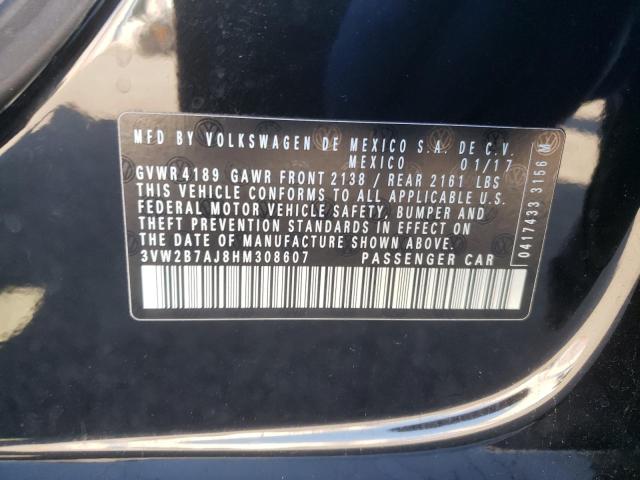 MFD BY VOLKSWAGEN DE MEXICO S.A. DE C.V.
MEXICO 01/17
GVWR 4189 GAWR FRONT 2138 / REAR 2161 LBS
THIS VEHICLE CONFORMS TO ALL APPLICABLE U.S.
FEDERAL MOTOR VEHICLE SAFETY, BUMPER AND
THEFT PREVENTION STANDARDS IN EFFECT ON
THE DATE OF MANUFACTURE SHOWN ABOVE.
3VW2B7AJ8HM308607 PASSENGER CAR
0417433 3156 M